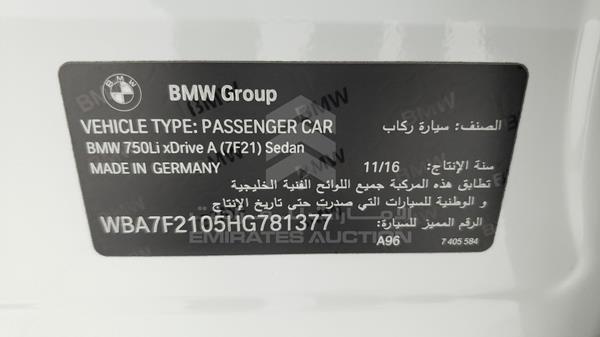 BMW Group
VEHICLE TYPE: PASSENGER CAR
الصنف: سيارة ركاب
BMW 750Li xDrive A (7F21) Sedan
MADE IN GERMANY
سنة الإنتاج: 11/16
تطابق هذه المركبة جميع اللوائح الفنية الخليجية
و الوطنية للسيارات التي صدرت حتى تاريخ الإنتاج
WBA7F2105HG781377
الرقم المميز للسيارة:
A96
7 405 584
الإمارات للمزادات
EMIRATES AUCTION